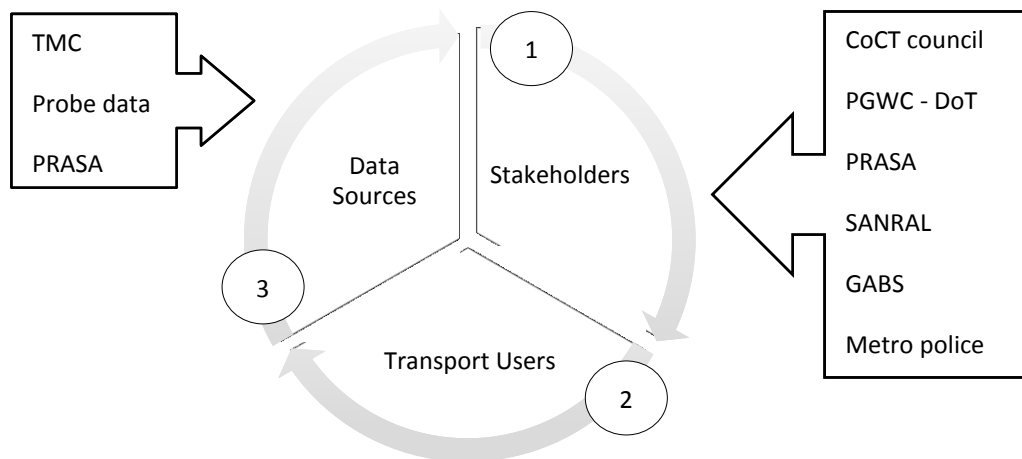 TMC
Probe data
PRASA
1
Data
Sources
Stakeholders
3
Transport Users
2
CoCT council
PGWC - DoT
PRASA
SANRAL
GABS
Metro police